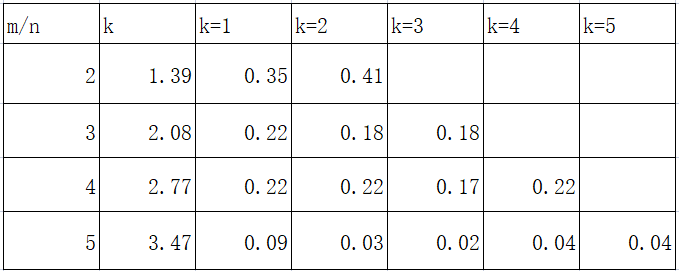 m/n k k=1 k=2 k=3 k=4 k=5
2 1.39 0.35 0.41
3 2.08 0.22 0.18 0.18
4 2.77 0.22 0.22 0.17 0.22
5 3.47 0.09 0.03 0.02 0.04 0.04